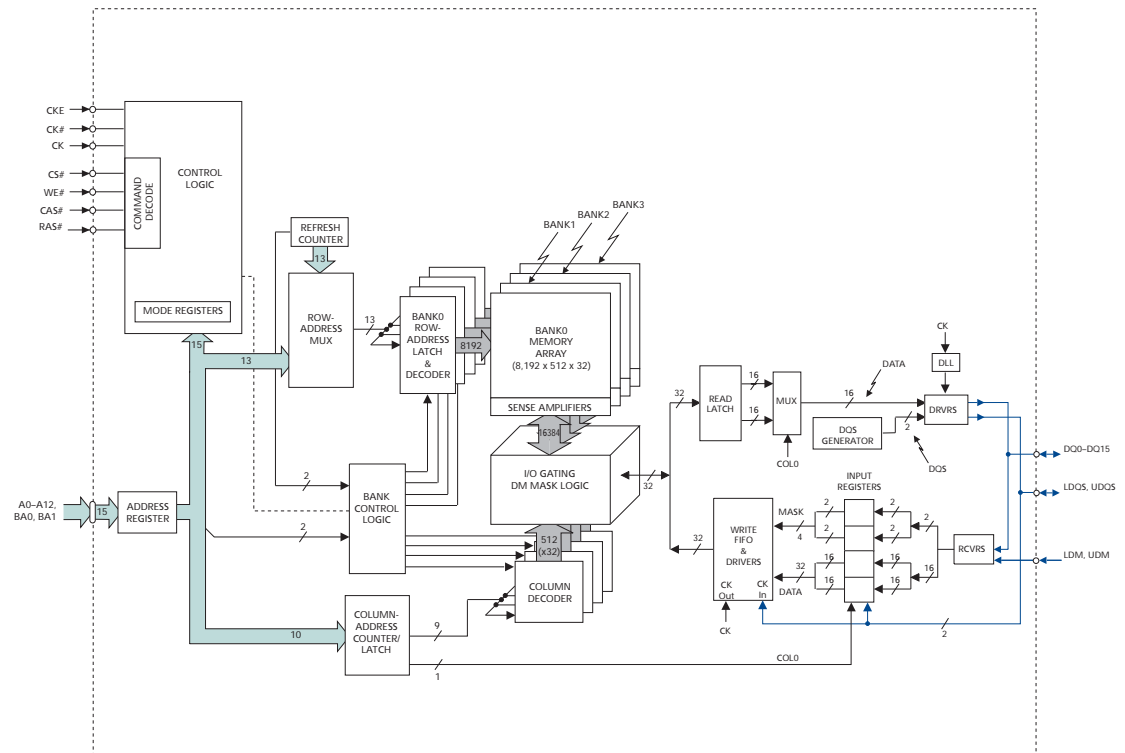 CKE
CK#
CK
CS#
WE#
CAS#
RAS#
COMMAND
DECODE
CONTROL
LOGIC
MODE REGISTERS
15
REFRESH
COUNTER
13
ROW-
ADDRESS
MUX
13
13
BANK0
ROW-
ADDRESS
LATCH
&
DECODER
8192
BANK1
BANK2
BANK3
BANK0
MEMORY
ARRAY
(8,192 x 512 x 32)
SENSE AMPLIFIERS
16384
I/O GATING
DM MASK LOGIC
32
512
(x32)
COLUMN
DECODER
A0–A12,
BA0, BA1
15
ADDRESS
REGISTER
2
2
BANK
CONTROL
LOGIC
10
COLUMN-
ADDRESS
COUNTER/
LATCH
9
1
COL0
32
READ
LATCH
16
16
MUX
COL0
16
DATA
DQS
GENERATOR
2
DQS
CK
DLL
DRVRS
DQ0–DQ15
LDQS, UDQS
LDM, UDM
32
WRITE
FIFO
&
DRIVERS
CK
Out
CK
In
CK
MASK
4
32
DATA
INPUT
REGISTERS
2
2
16
16
2
2
16
16
2
16
RCVRS
2